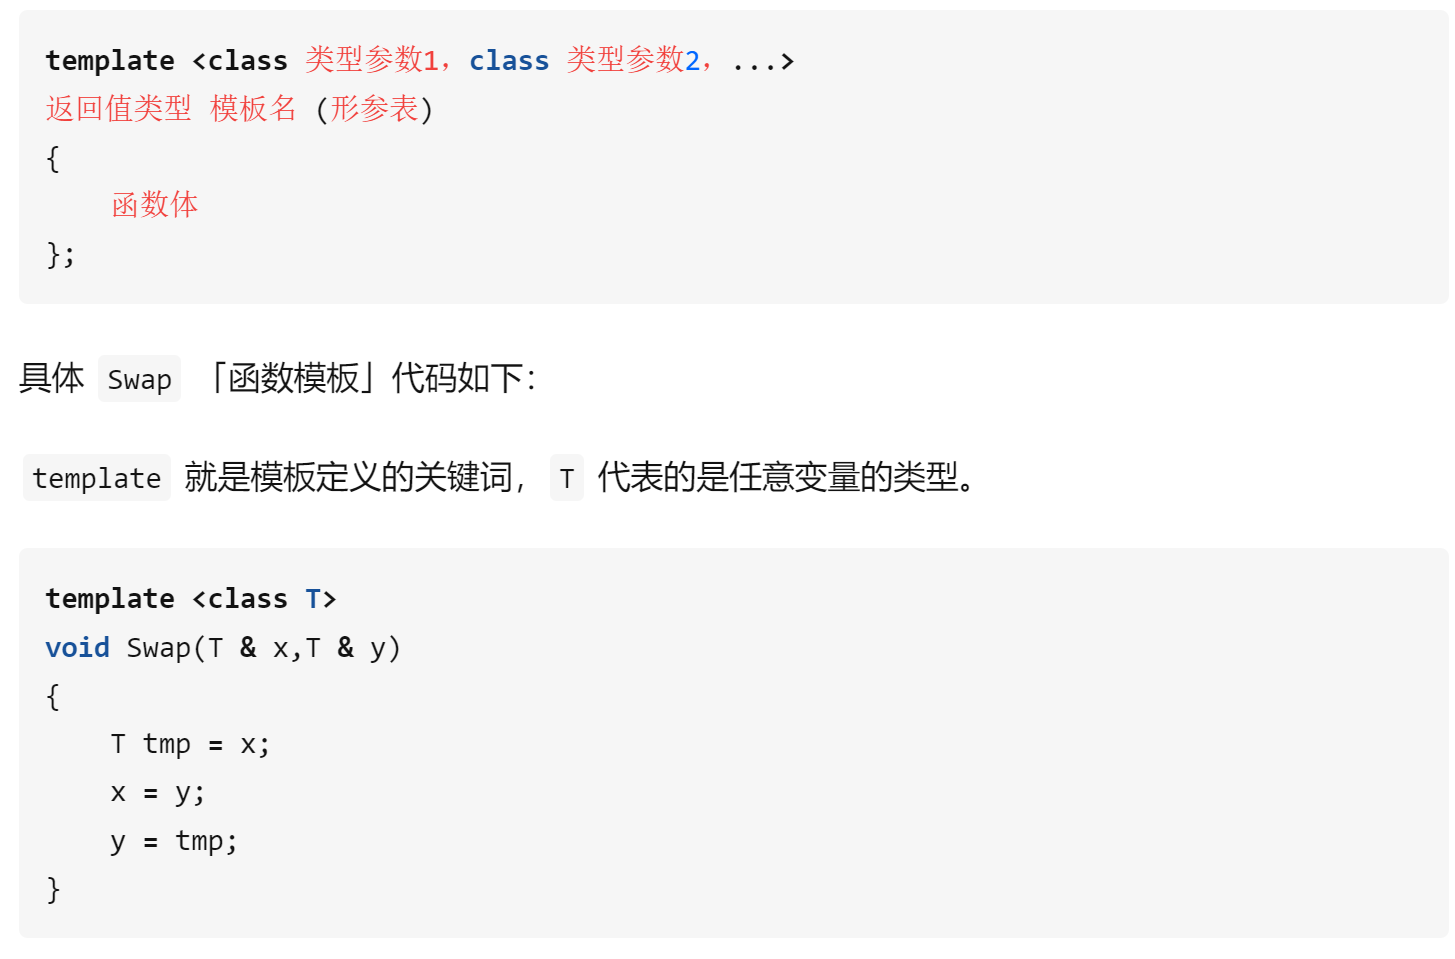 template <class 类型参数1，class 类型参数2，...>
返回值类型 模板名 (形参表)
{
    函数体
};
具体 Swap 「函数模板」代码如下：
template 就是模板定义的关键词，T 代表的是任意变量的类型。
template <class T>
void Swap(T & x,T & y)
{
    T tmp = x;
    x = y;
    y = tmp;
}